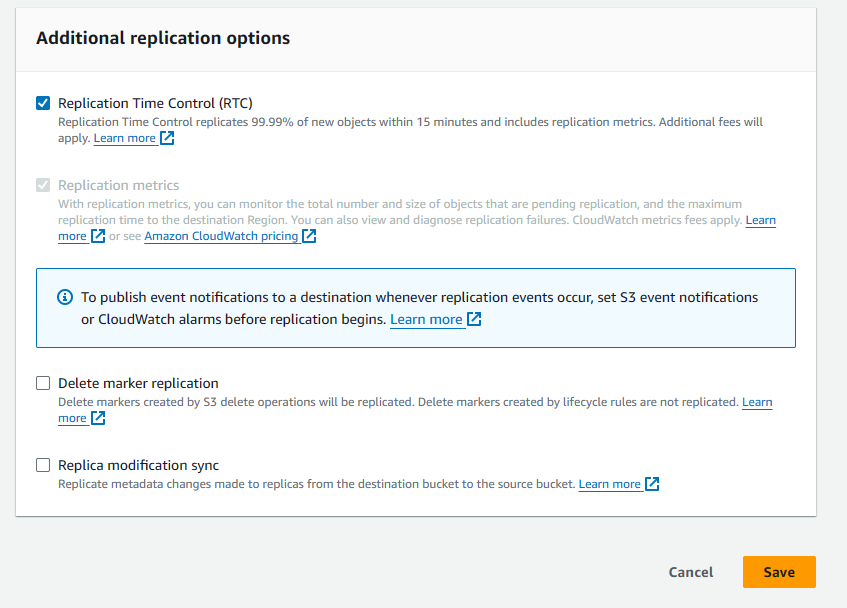 Additional replication options
Replication Time Control (RTC)
Replication Time Control replicates 99.99% of new objects within 15 minutes and includes replication metrics. Additional fees will
apply. Learn more
Replication metrics
With replication metrics, you can monitor the total number and size of objects that are pending replication, and the maximum
replication time to the destination Region. You can also view and diagnose replication failures. CloudWatch metrics fees apply. Learn
more or see Amazon CloudWatch pricing
To publish event notifications to a destination whenever replication events occur, set S3 event notifications
or CloudWatch alarms before replication begins. Learn more
Delete marker replication
Delete markers created by S3 delete operations will be replicated. Delete markers created by lifecycle rules are not replicated. Learn
more
Replica modification sync
Replicate metadata changes made to replicas from the destination bucket to the source bucket. Learn more
Cancel Save